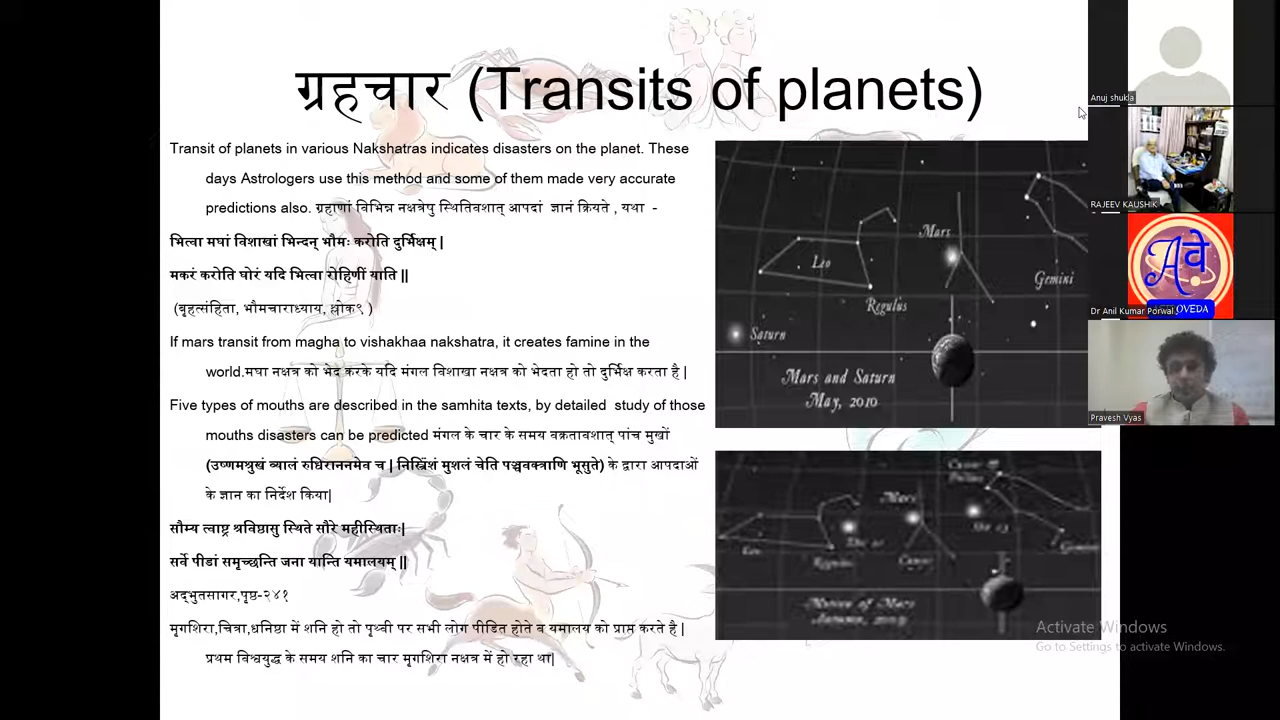 ग्रहचार (Transits of planets)
Transit of planets in various Nakshatras indicates disasters on the planet. These
days Astrologers use this method and some of them made very accurate
predictions also. ग्रहाणां विभिन्न नक्षत्रेषु स्थितिवशात् आपदां ज्ञानं क्रियते , यथा -
भित्वा मघां विशाखां भिन्दन् भौमः करोति दुर्भिक्षम् |
मकरं करोति घोरं यदि भित्वा रोहिणीं याति ||
(बृहत्संहिता, भौमचाराध्याय, श्लोक९ )
If mars transit from magha to vishakhaa nakshatra, it creates famine in the
world.मघा नक्षत्र को भेद करके यदि मंगल विशाखा नक्षत्र को भेदता हो तो दुर्भिक्ष करता है |
Five types of mouths are described in the samhita texts, by detailed study of those
mouths disasters can be predicted मंगल के चार के समय वक्रतावशात् पांच मुखों
(उष्णमश्रुखं व्यालं रुधिराननमेव च | निस्त्रिंशं मुशलं चेति पञ्चवक्त्राणि भूसुते) के द्वारा आपदाओं
के ज्ञान का निर्देश किया|
सौम्य त्वाष्ट्र श्रविष्ठासु स्थिते सौरे महीस्थिताः|
सर्वे पीडां समृच्छन्ति जना यान्ति यमालयम् ||
अद्भुतसागर,पृष्ठ-२४१
मृगशिरा,चित्रा,धनिष्ठा में शनि हो तो पृथ्वी पर सभी लोग पीडित होते व यमालय को प्राप्त करते है |
प्रथम विश्वयुद्ध के समय शनि का चार मृगशिरा नक्षत्र में हो रहा था|
Mars
Leo
Gemini
Regulus
Saturn
Mars and Saturn
May, 2010
Mars
Leo
Regulus
Cancer
Gemini
Activate Windows
Go to Settings to activate Windows.
Anuj shukla
RAJEEV KAUSHIK
Aवे
Dr Anil Kumar Porwal
VEDA
Pravesh Vyas